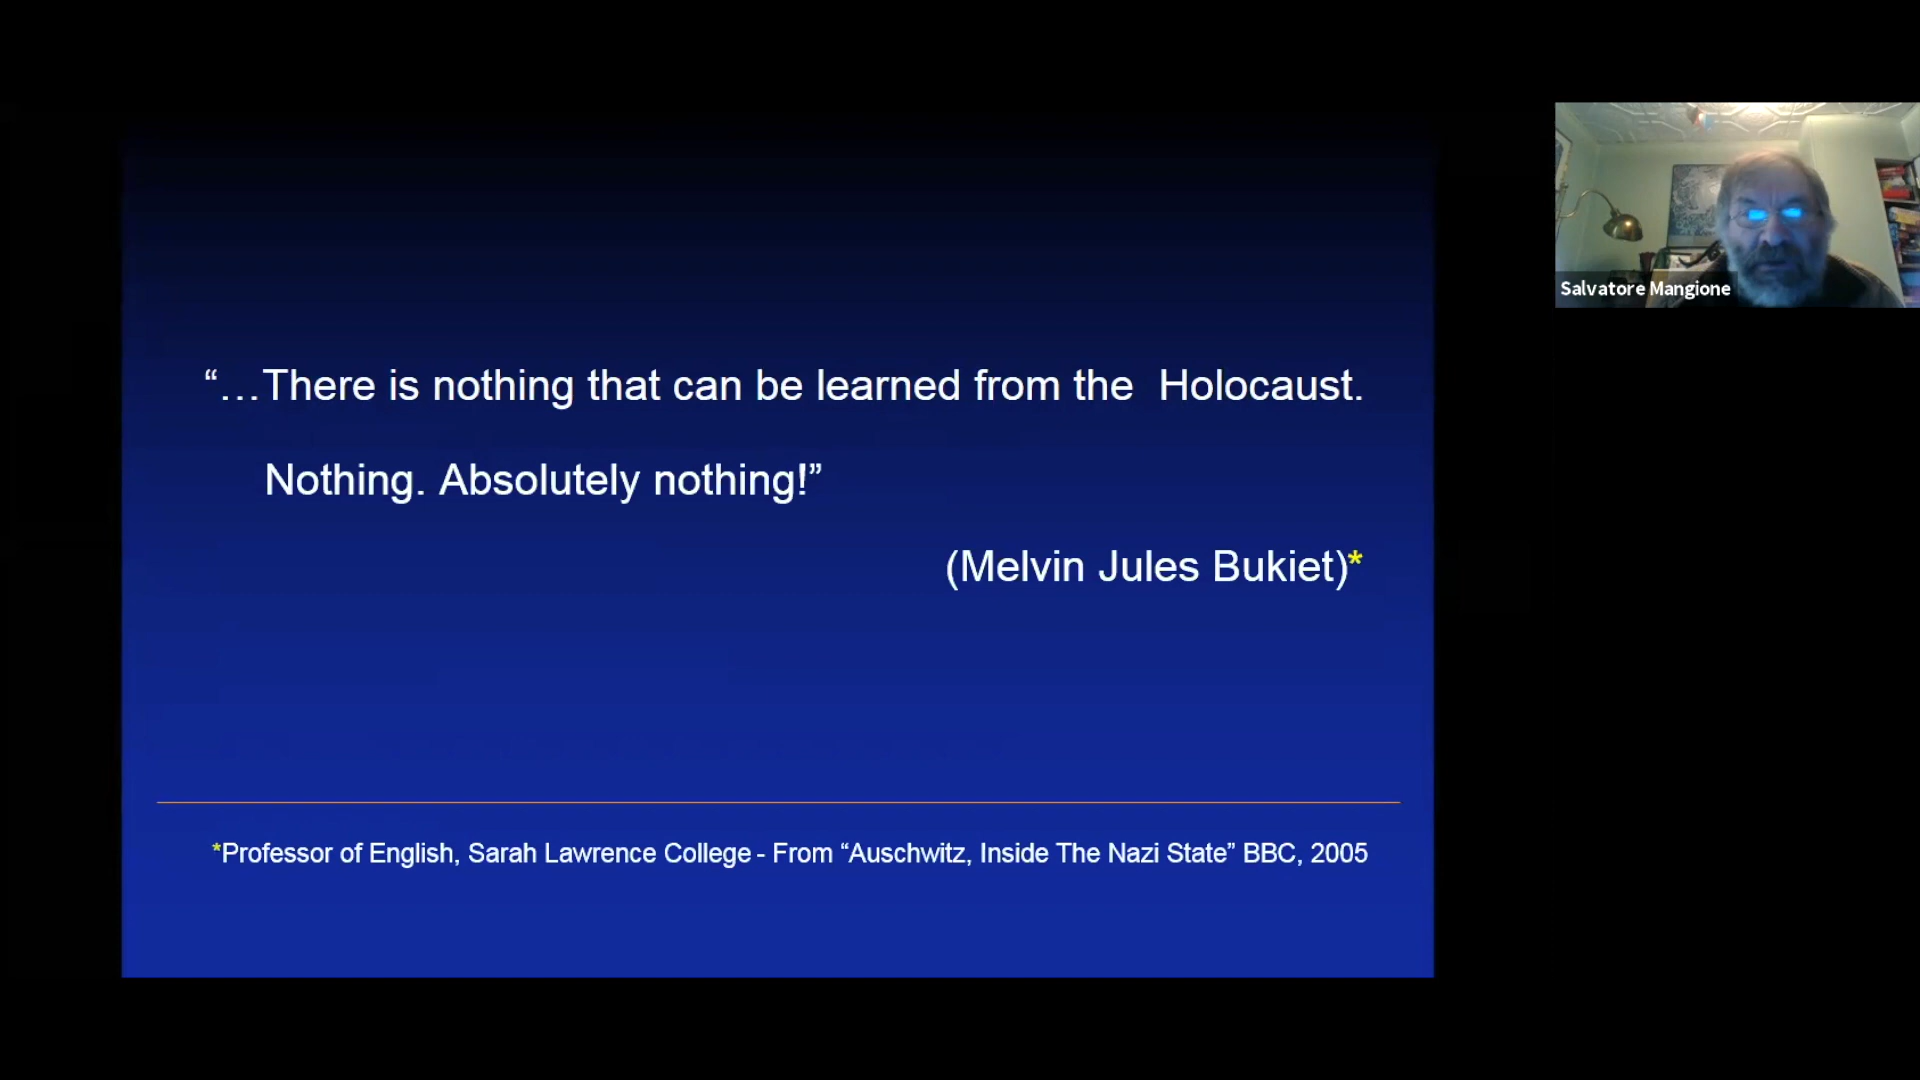 “…There is nothing that can be learned from the Holocaust.
Nothing. Absolutely nothing!”
(Melvin Jules Bukiet)*
*Professor of English, Sarah Lawrence College - From “Auschwitz, Inside The Nazi State” BBC, 2005
Salvatore Mangione